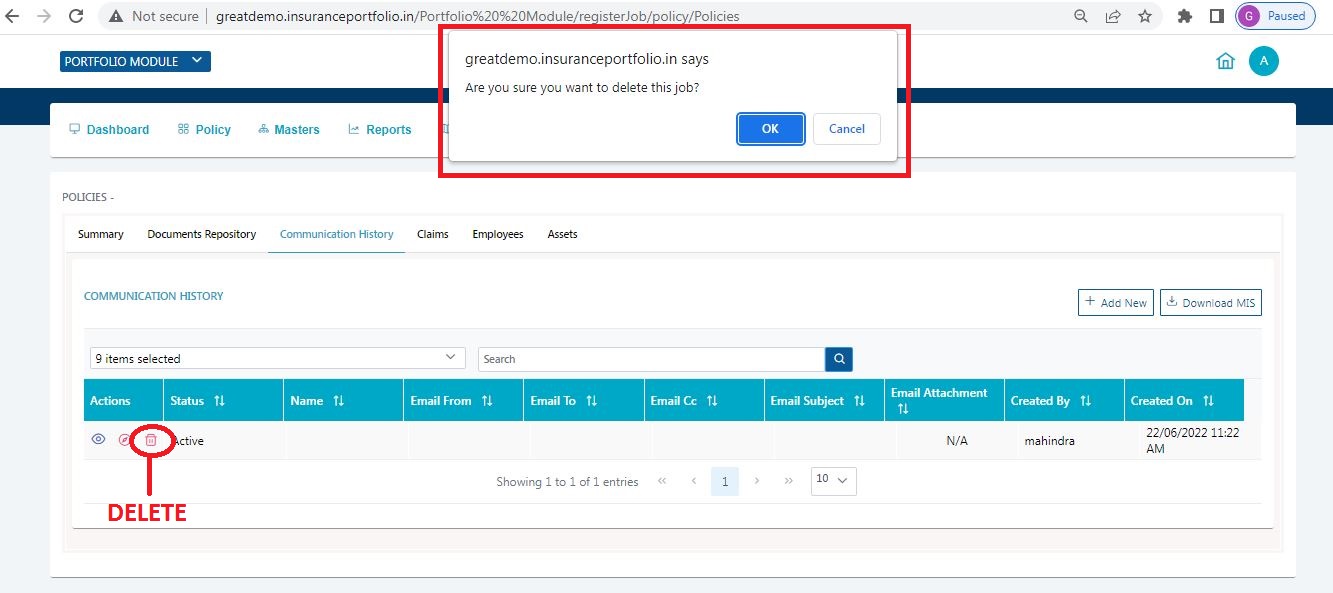 Not secure | greatdemo.insuranceportfolio.in/Portfolio%20%20Module/registerJob/policy/Policies
G Paused
greatdemo.insuranceportfolio.in says
Are you sure you want to delete this job?
OK Cancel
PORTFOLIO MODULE
A
Dashboard Policy Masters Reports
POLICIES -
Summary Documents Repository Communication History Claims Employees Assets
COMMUNICATION HISTORY
+ Add New Download MIS
9 items selected Search
Actions Status Name Email From Email To Email Cc Email Subject Email Attachment Created By Created On
Active N/A mahindra 22/06/2022 11:22
AM
Showing 1 to 1 of 1 entries « ‹ 1 › » 10
DELETE